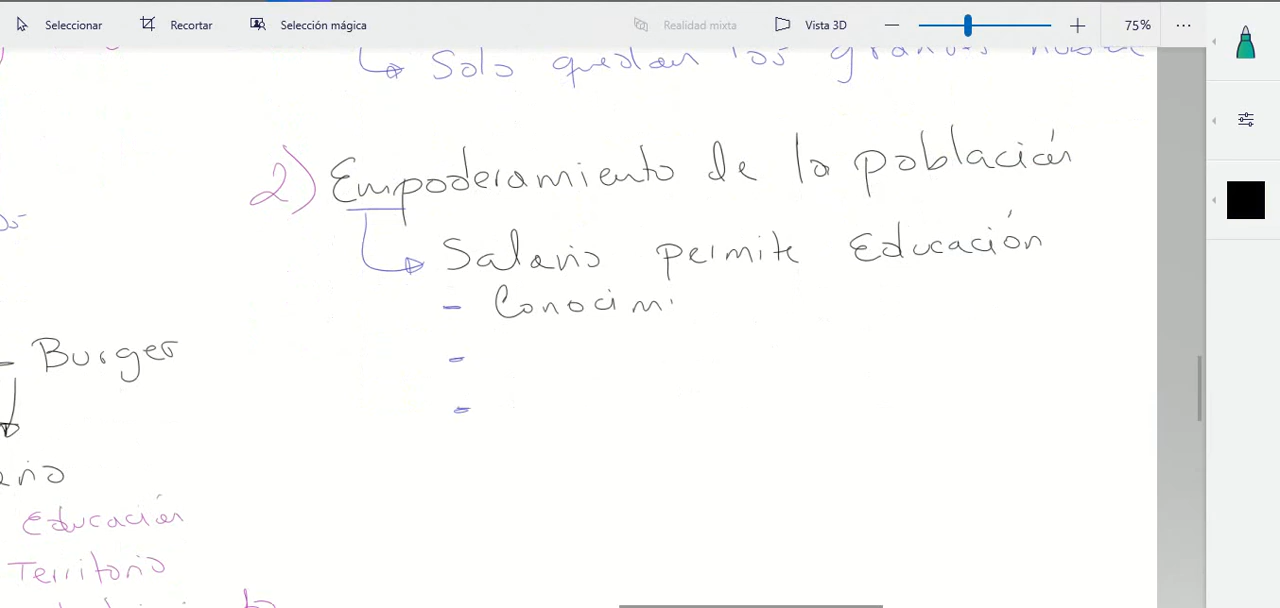 Seleccionar Recortar Selección mágica Realidad mixta Vista 3D 75%
Solo quedan los
2) Empoderamiento de la población
Salario permite Educación
- Conocim
-
-
- Burger
Educación
Territorio